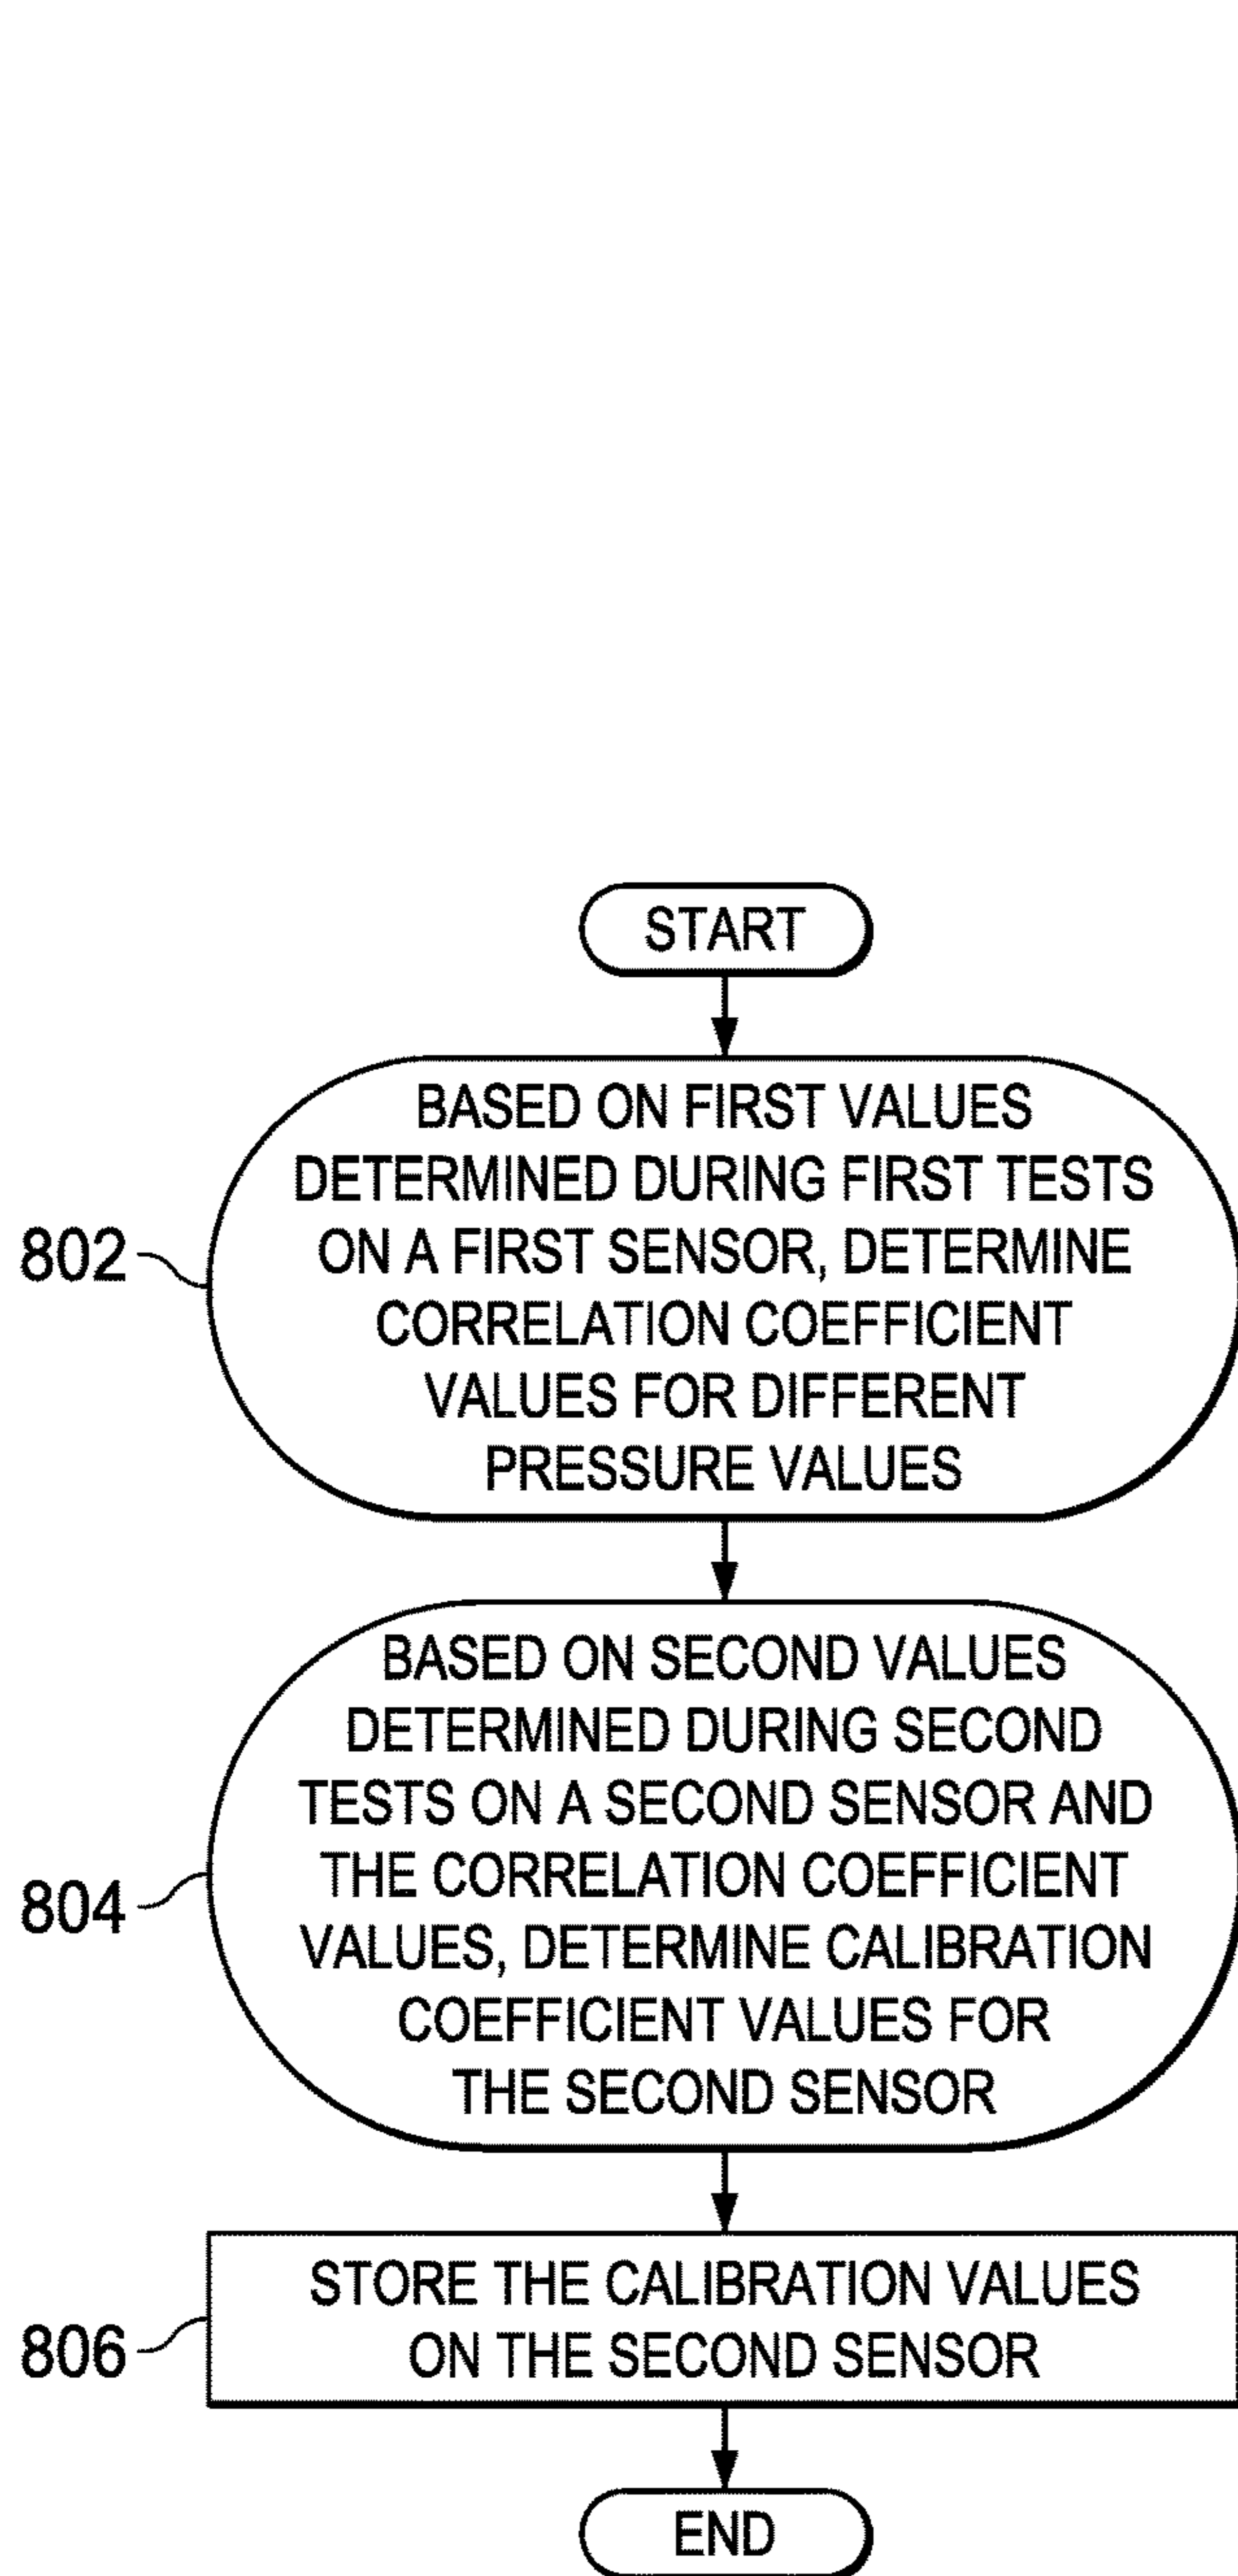 START
802
BASED ON FIRST VALUES
DETERMINED DURING FIRST TESTS
ON A FIRST SENSOR, DETERMINE
CORRELATION COEFFICIENT
VALUES FOR DIFFERENT
PRESSURE VALUES
804
BASED ON SECOND VALUES
DETERMINED DURING SECOND
TESTS ON A SECOND SENSOR AND
THE CORRELATION COEFFICIENT
VALUES, DETERMINE CALIBRATION
COEFFICIENT VALUES FOR
THE SECOND SENSOR
806
STORE THE CALIBRATION VALUES
ON THE SECOND SENSOR
END